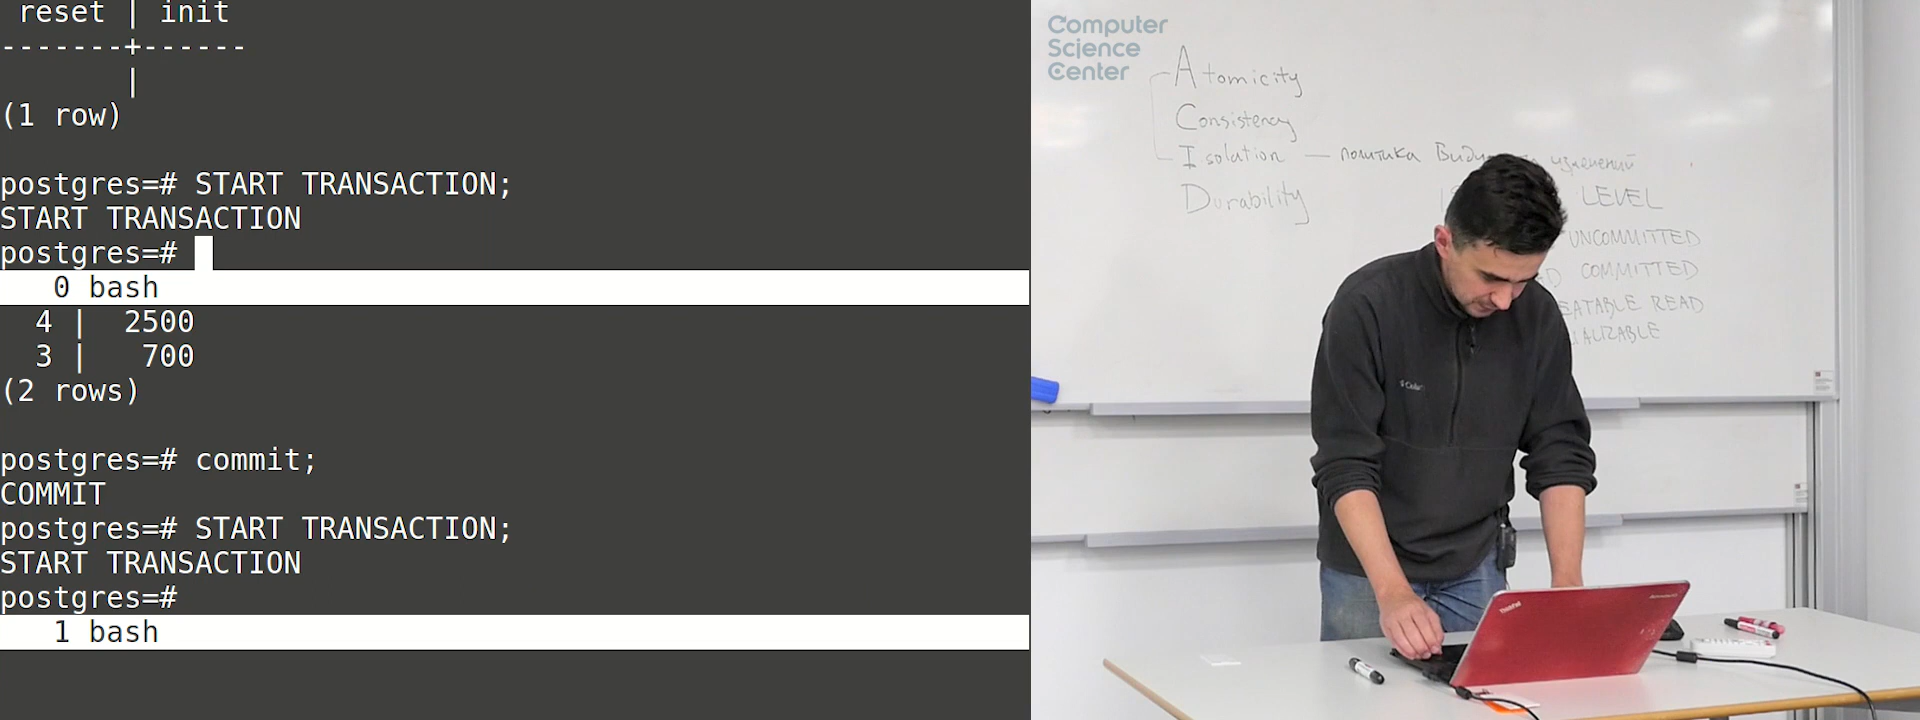 reset | init
-------+------
|
(1 row)
postgres=# START TRANSACTION;
START TRANSACTION
postgres=#
0 bash
4 | 2500
3 | 700
(2 rows)
postgres=# commit;
COMMIT
postgres=# START TRANSACTION;
START TRANSACTION
postgres=#
1 bash
Computer
Science
Center
Atomicity
Consistency
Isolation — политика изменений
Durability
LEVEL
UNCOMMITTED
COMMITTED
READ
ThinkPad